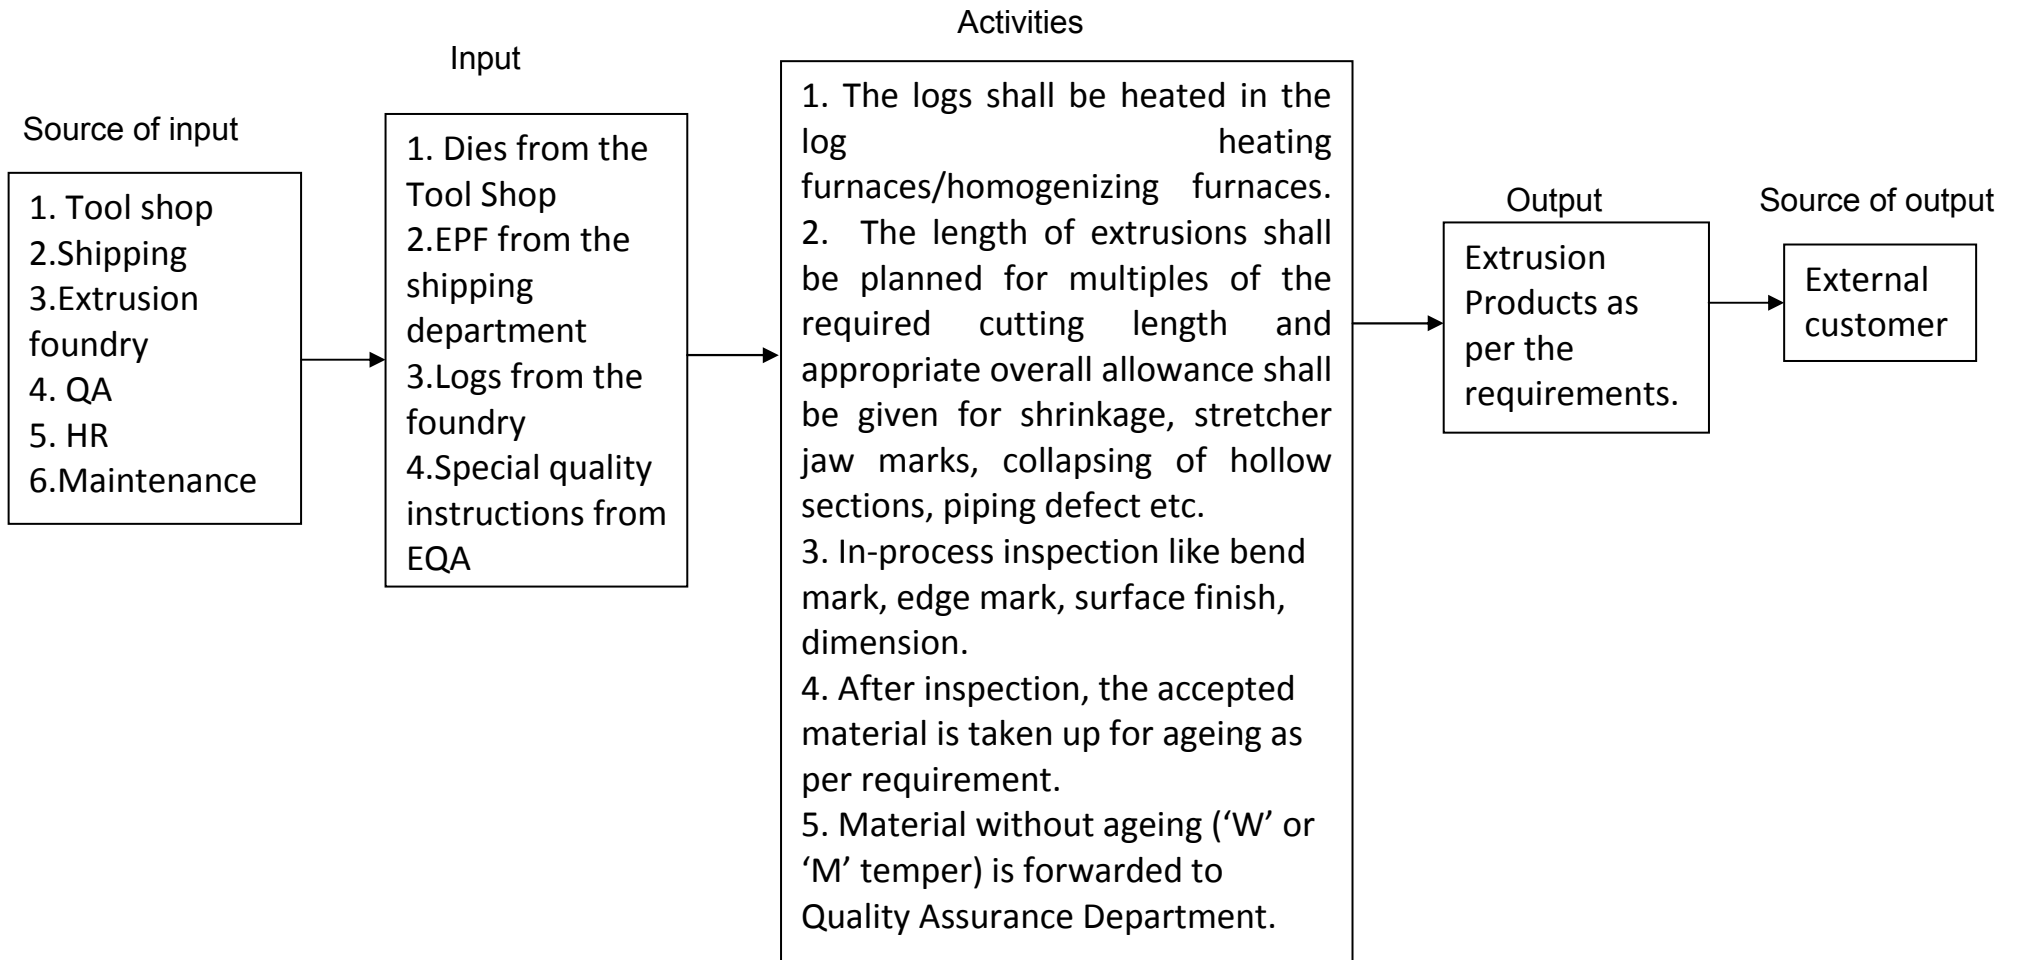 Activities
Input
Source of input
Output
Source of output
1. Tool shop
2.Shipping
3.Extrusion
foundry
4. QA
5. HR
6.Maintenance
1. Dies from the
Tool Shop
2.EPF from the
shipping
department
3.Logs from the
foundry
4.Special quality
instructions from
EQA
1. The logs shall be heated in the
log heating
furnaces/homogenizing furnaces.
2. The length of extrusions shall
be planned for multiples of the
required cutting length and
appropriate overall allowance shall
be given for shrinkage, stretcher
jaw marks, collapsing of hollow
sections, piping defect etc.
3. In-process inspection like bend
mark, edge mark, surface finish,
dimension.
4. After inspection, the accepted
material is taken up for ageing as
per requirement.
5. Material without ageing (‘W’ or
‘M’ temper) is forwarded to
Quality Assurance Department.
Extrusion
Products as
per the
requirements.
External
customer